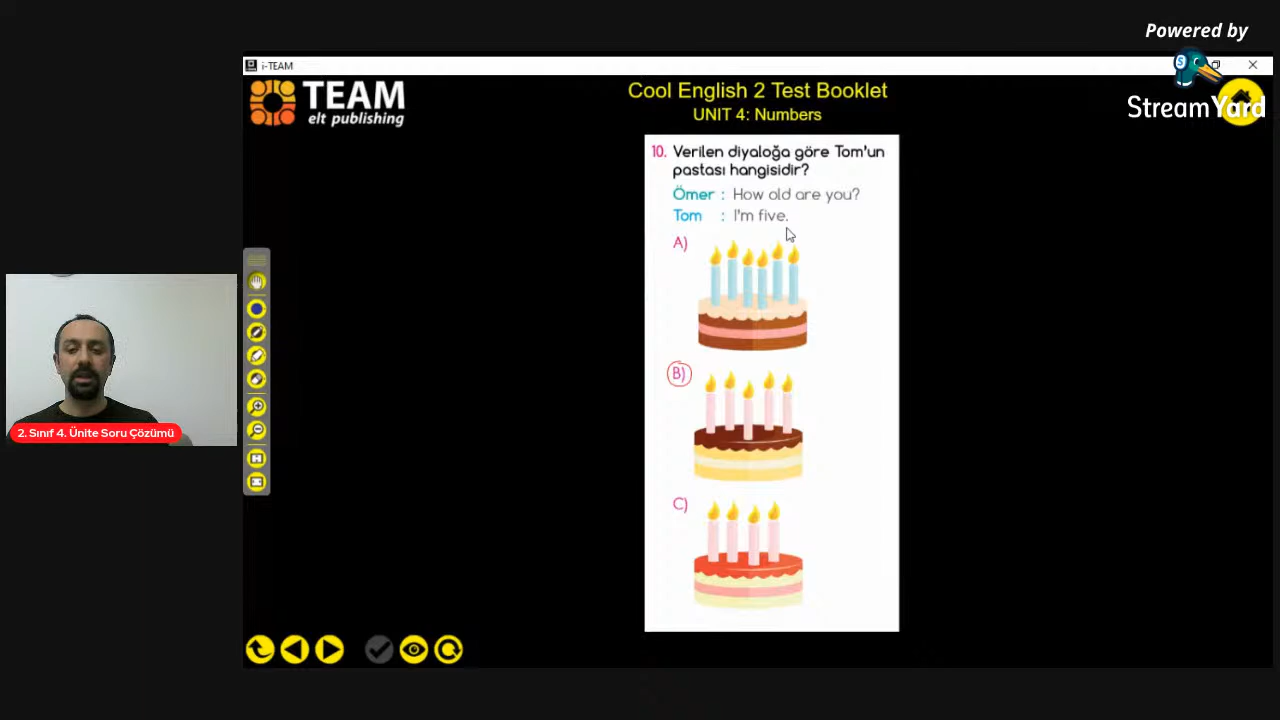 Powered by
StreamYard
i-TEAM
TEAM
elt publishing
Cool English 2 Test Booklet
UNIT 4: Numbers
10. Verilen diyaloğa göre Tom'un
pastası hangisidir?
Ömer : How old are you?
Tom : I'm five.
A)
B)
C)
2. Sınıf 4. Ünite Soru Çözümü